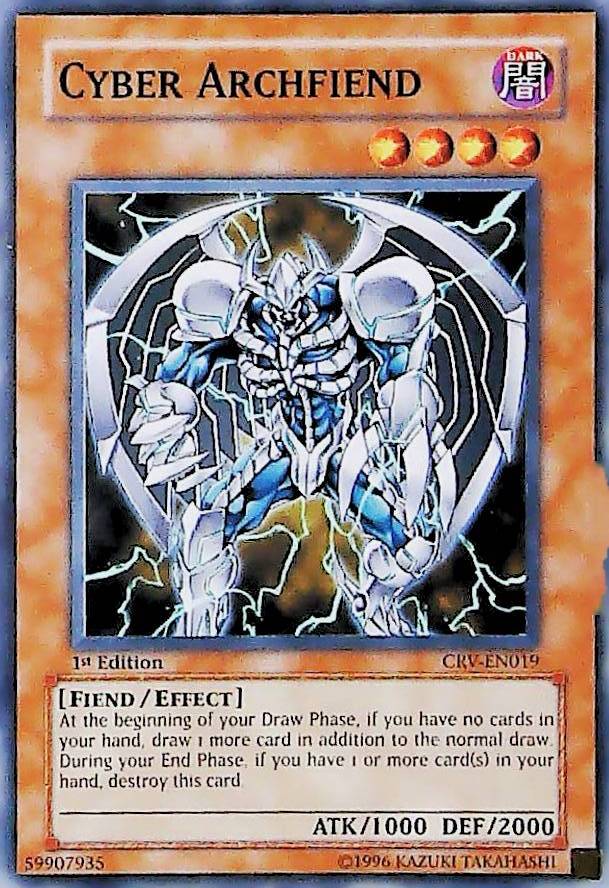 CYBER ARCHFIEND
DARK
闇
1st Edition
CRV-EN019
[FIEND/EFFECT]
At the beginning of your Draw Phase, if you have no cards in
your hand, draw 1 more card in addition to the normal draw.
During your End Phase, if you have 1 or more card(s) in your
hand, destroy this card.
ATK/1000 DEF/2000
59907935
©1996 KAZUKI TAKAHASHI